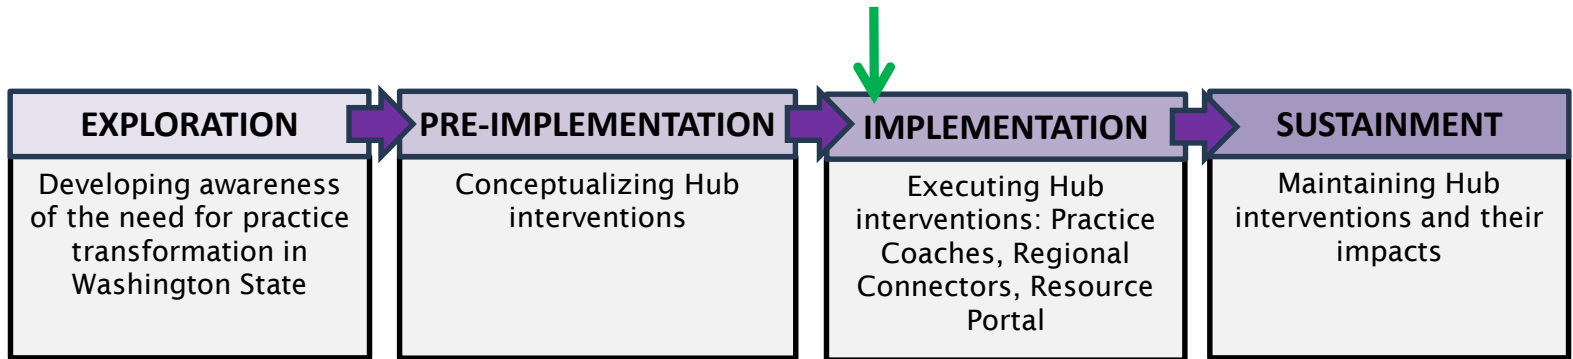 EXPLORATION
Developing awareness
of the need for practice
transformation in
Washington State
PRE-IMPLEMENTATION
Conceptualizing Hub
interventions
IMPLEMENTATION
Executing Hub
interventions: Practice
Coaches, Regional
Connectors, Resource
Portal
SUSTAINMENT
Maintaining Hub
interventions and their
impacts